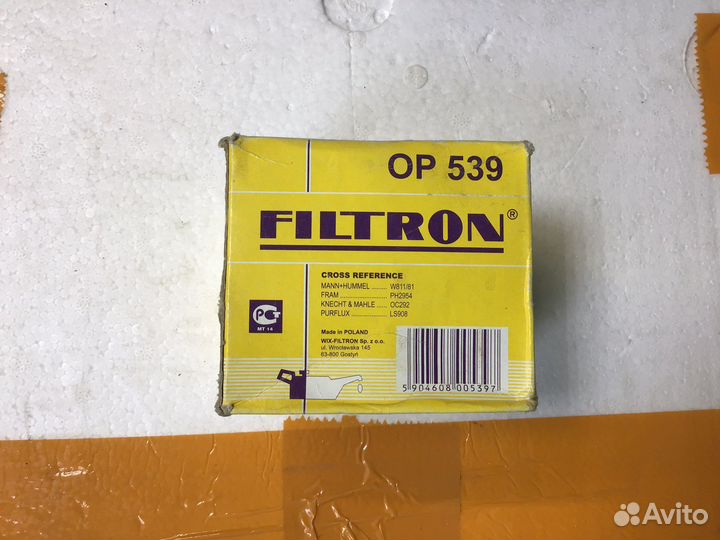 OP 539
FILTRON®
CROSS REFERENCE
MANN+HUMMEL ......... W811/81
FRAM ......................... PH2954
KNECHT & MAHLE ...... OC292
PURFLUX .................... LS908
PCT
MT 14
Made in POLAND
WIX-FILTRON Sp. z o.o.
ul. Wrocławska 145
63-800 Gostyń
5 904608 005397
Avito